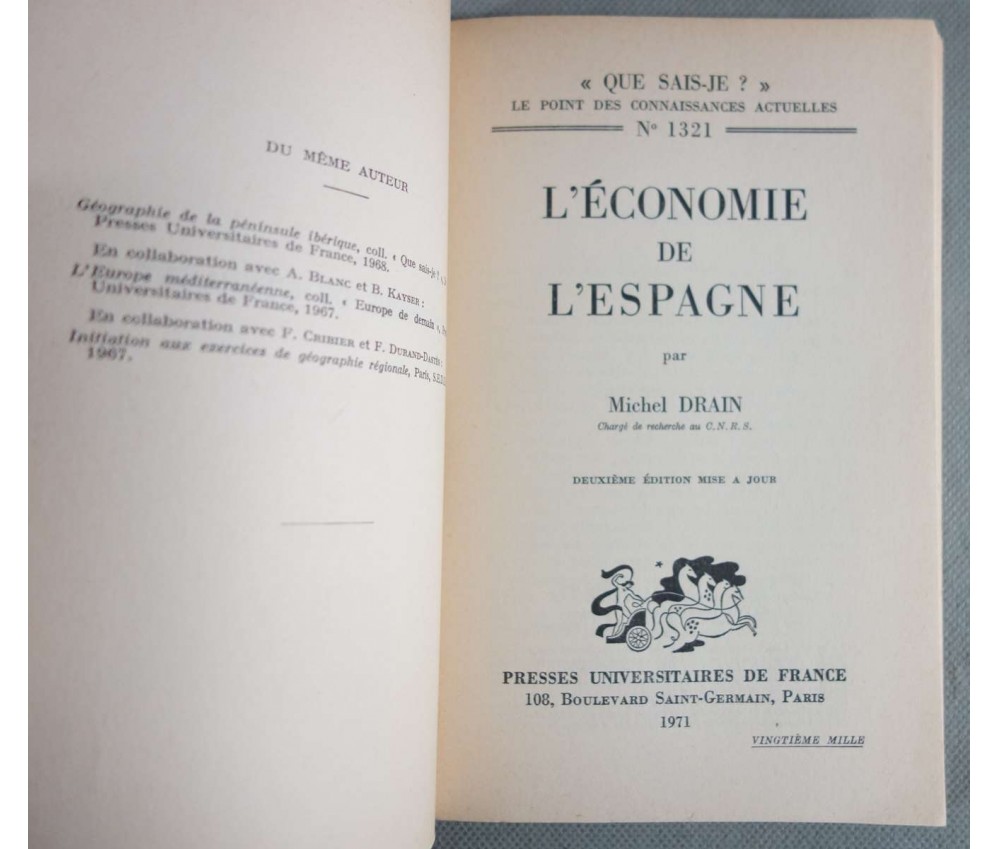 DU MÊME AUTEUR
Géographie de la péninsule ibérique, coll. « Que sais-je ?
Presses Universitaires de France, 1968.
En collaboration avec A. BLANC et B. KAYSER :
L'Europe méditerranéenne, coll. « Europe de demain »,
Universitaires de France, 1967.
En collaboration avec F. CRIBIER et F. DURAND-DASTÈS :
Initiation aux exercices de géographie régionale, Paris,
1967.
« QUE SAIS-JE ? »
LE POINT DES CONNAISSANCES ACTUELLES
N° 1321
L'ÉCONOMIE
DE
L'ESPAGNE
par
Michel DRAIN
Chargé de recherche au C.N.R.S.
DEUXIÈME ÉDITION MISE A JOUR
PRESSES UNIVERSITAIRES DE FRANCE
108, BOULEVARD SAINT-GERMAIN, PARIS
1971
VINGTIÈME MILLE